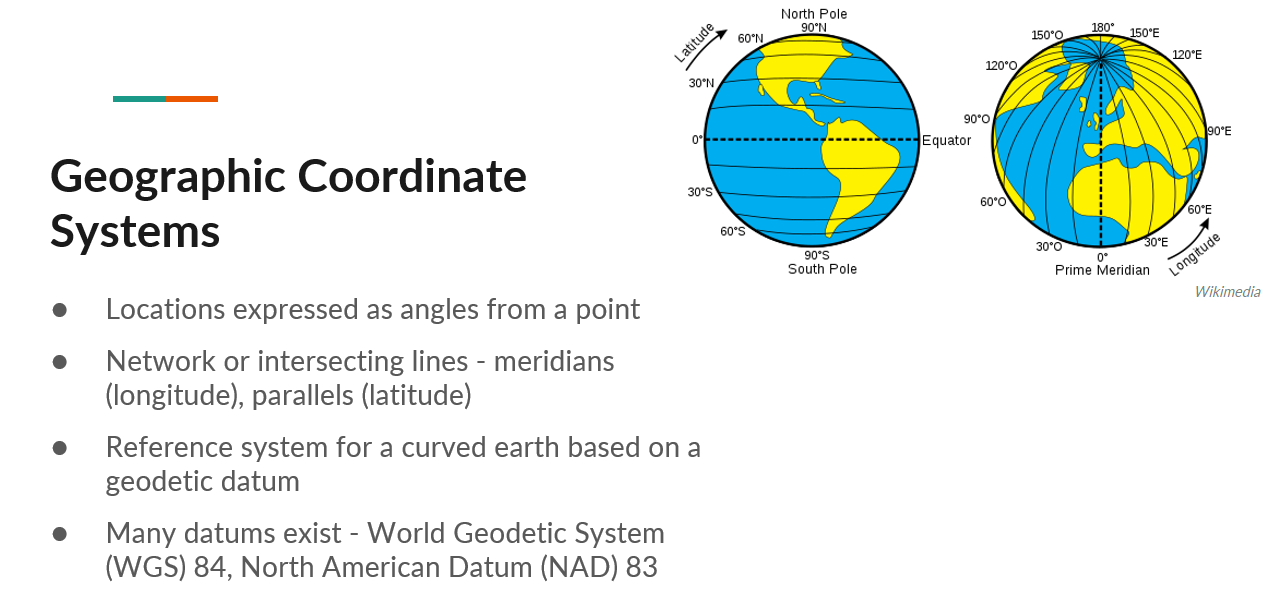 Geographic Coordinate
Systems
● Locations expressed as angles from a point
● Network or intersecting lines - meridians
(longitude), parallels (latitude)
● Reference system for a curved earth based on a
geodetic datum
● Many datums exist - World Geodetic System
(WGS) 84, North American Datum (NAD) 83
Latitude
North Pole
90°N
60°N
30°N
0°
Equator
30°S
60°S
90°S
South Pole
180°
150°O
150°E
120°O
120°E
90°O
90°E
60°O
60°E
30°O
30°E
0°
Prime Meridian
Longitude
Wikimedia